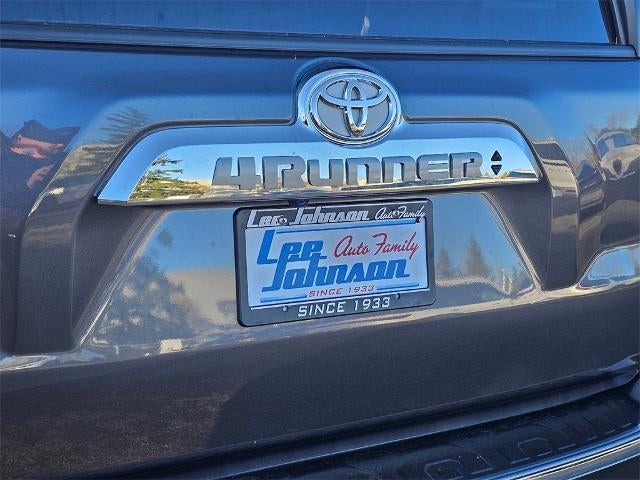 4RUNNER
Lee Johnson Auto Family
Lee Auto Family
Johnson
SINCE 1933
SINCE 1933